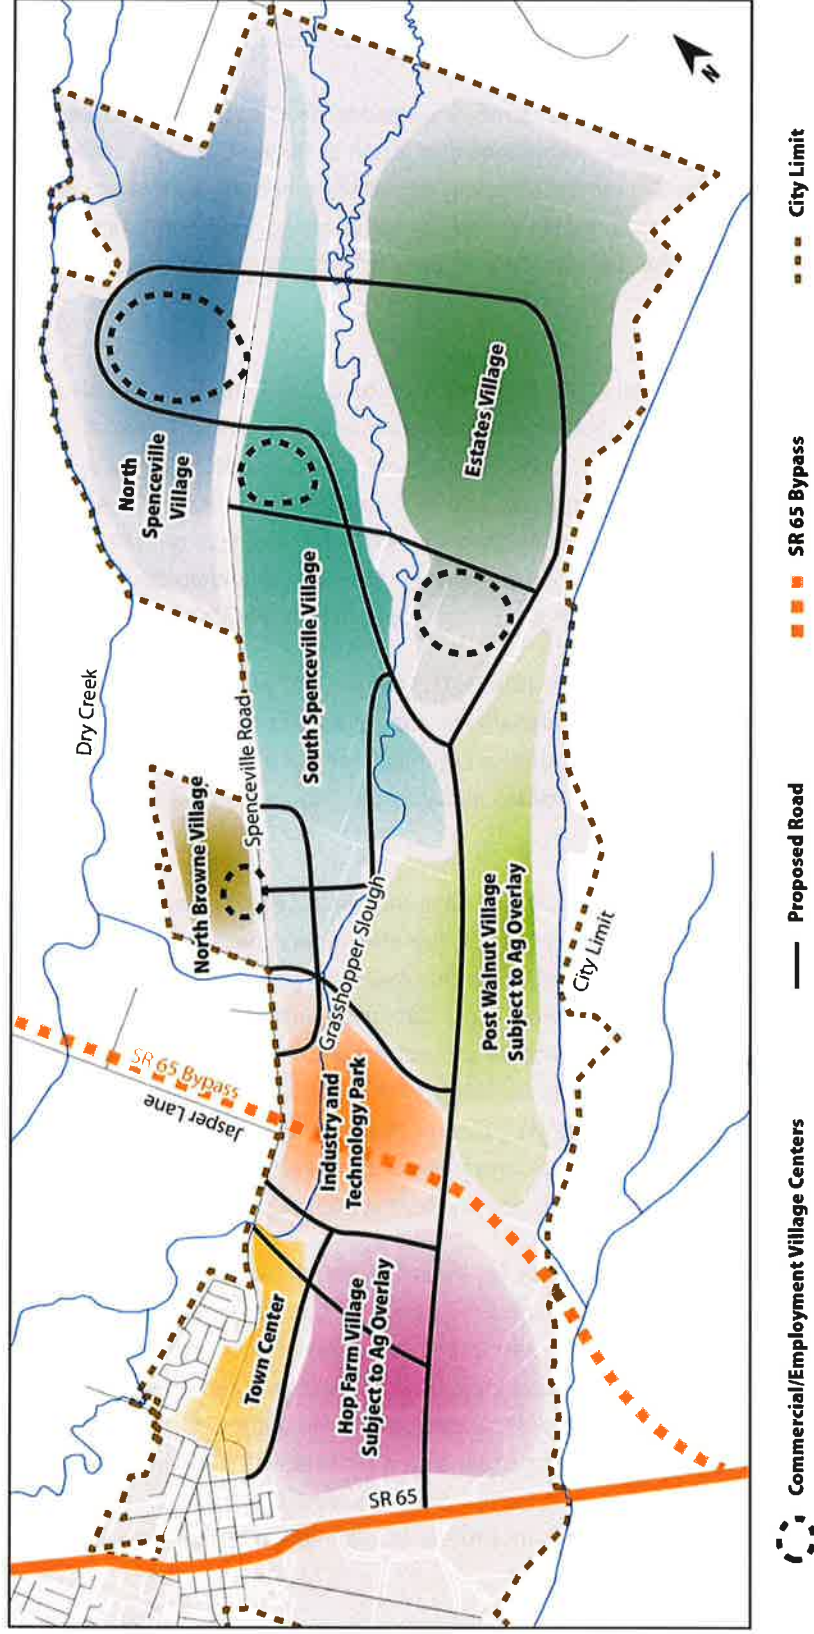 North
Spenceville
Village
Estates Village
South Spenceville Village
Dry Creek
Spenceville Road
North Browne Village
Grasshopper Slough
Post Walnut Village
Subject to Ag Overlay
City Limit
SR 65 Bypass
Jasper Lane
Industry and
Technology Park
Town Center
Hop Farm Village
Subject to Ag Overlay
SR 65
N
Commercial/Employment Village Centers
Proposed Road
SR 65 Bypass
City Limit